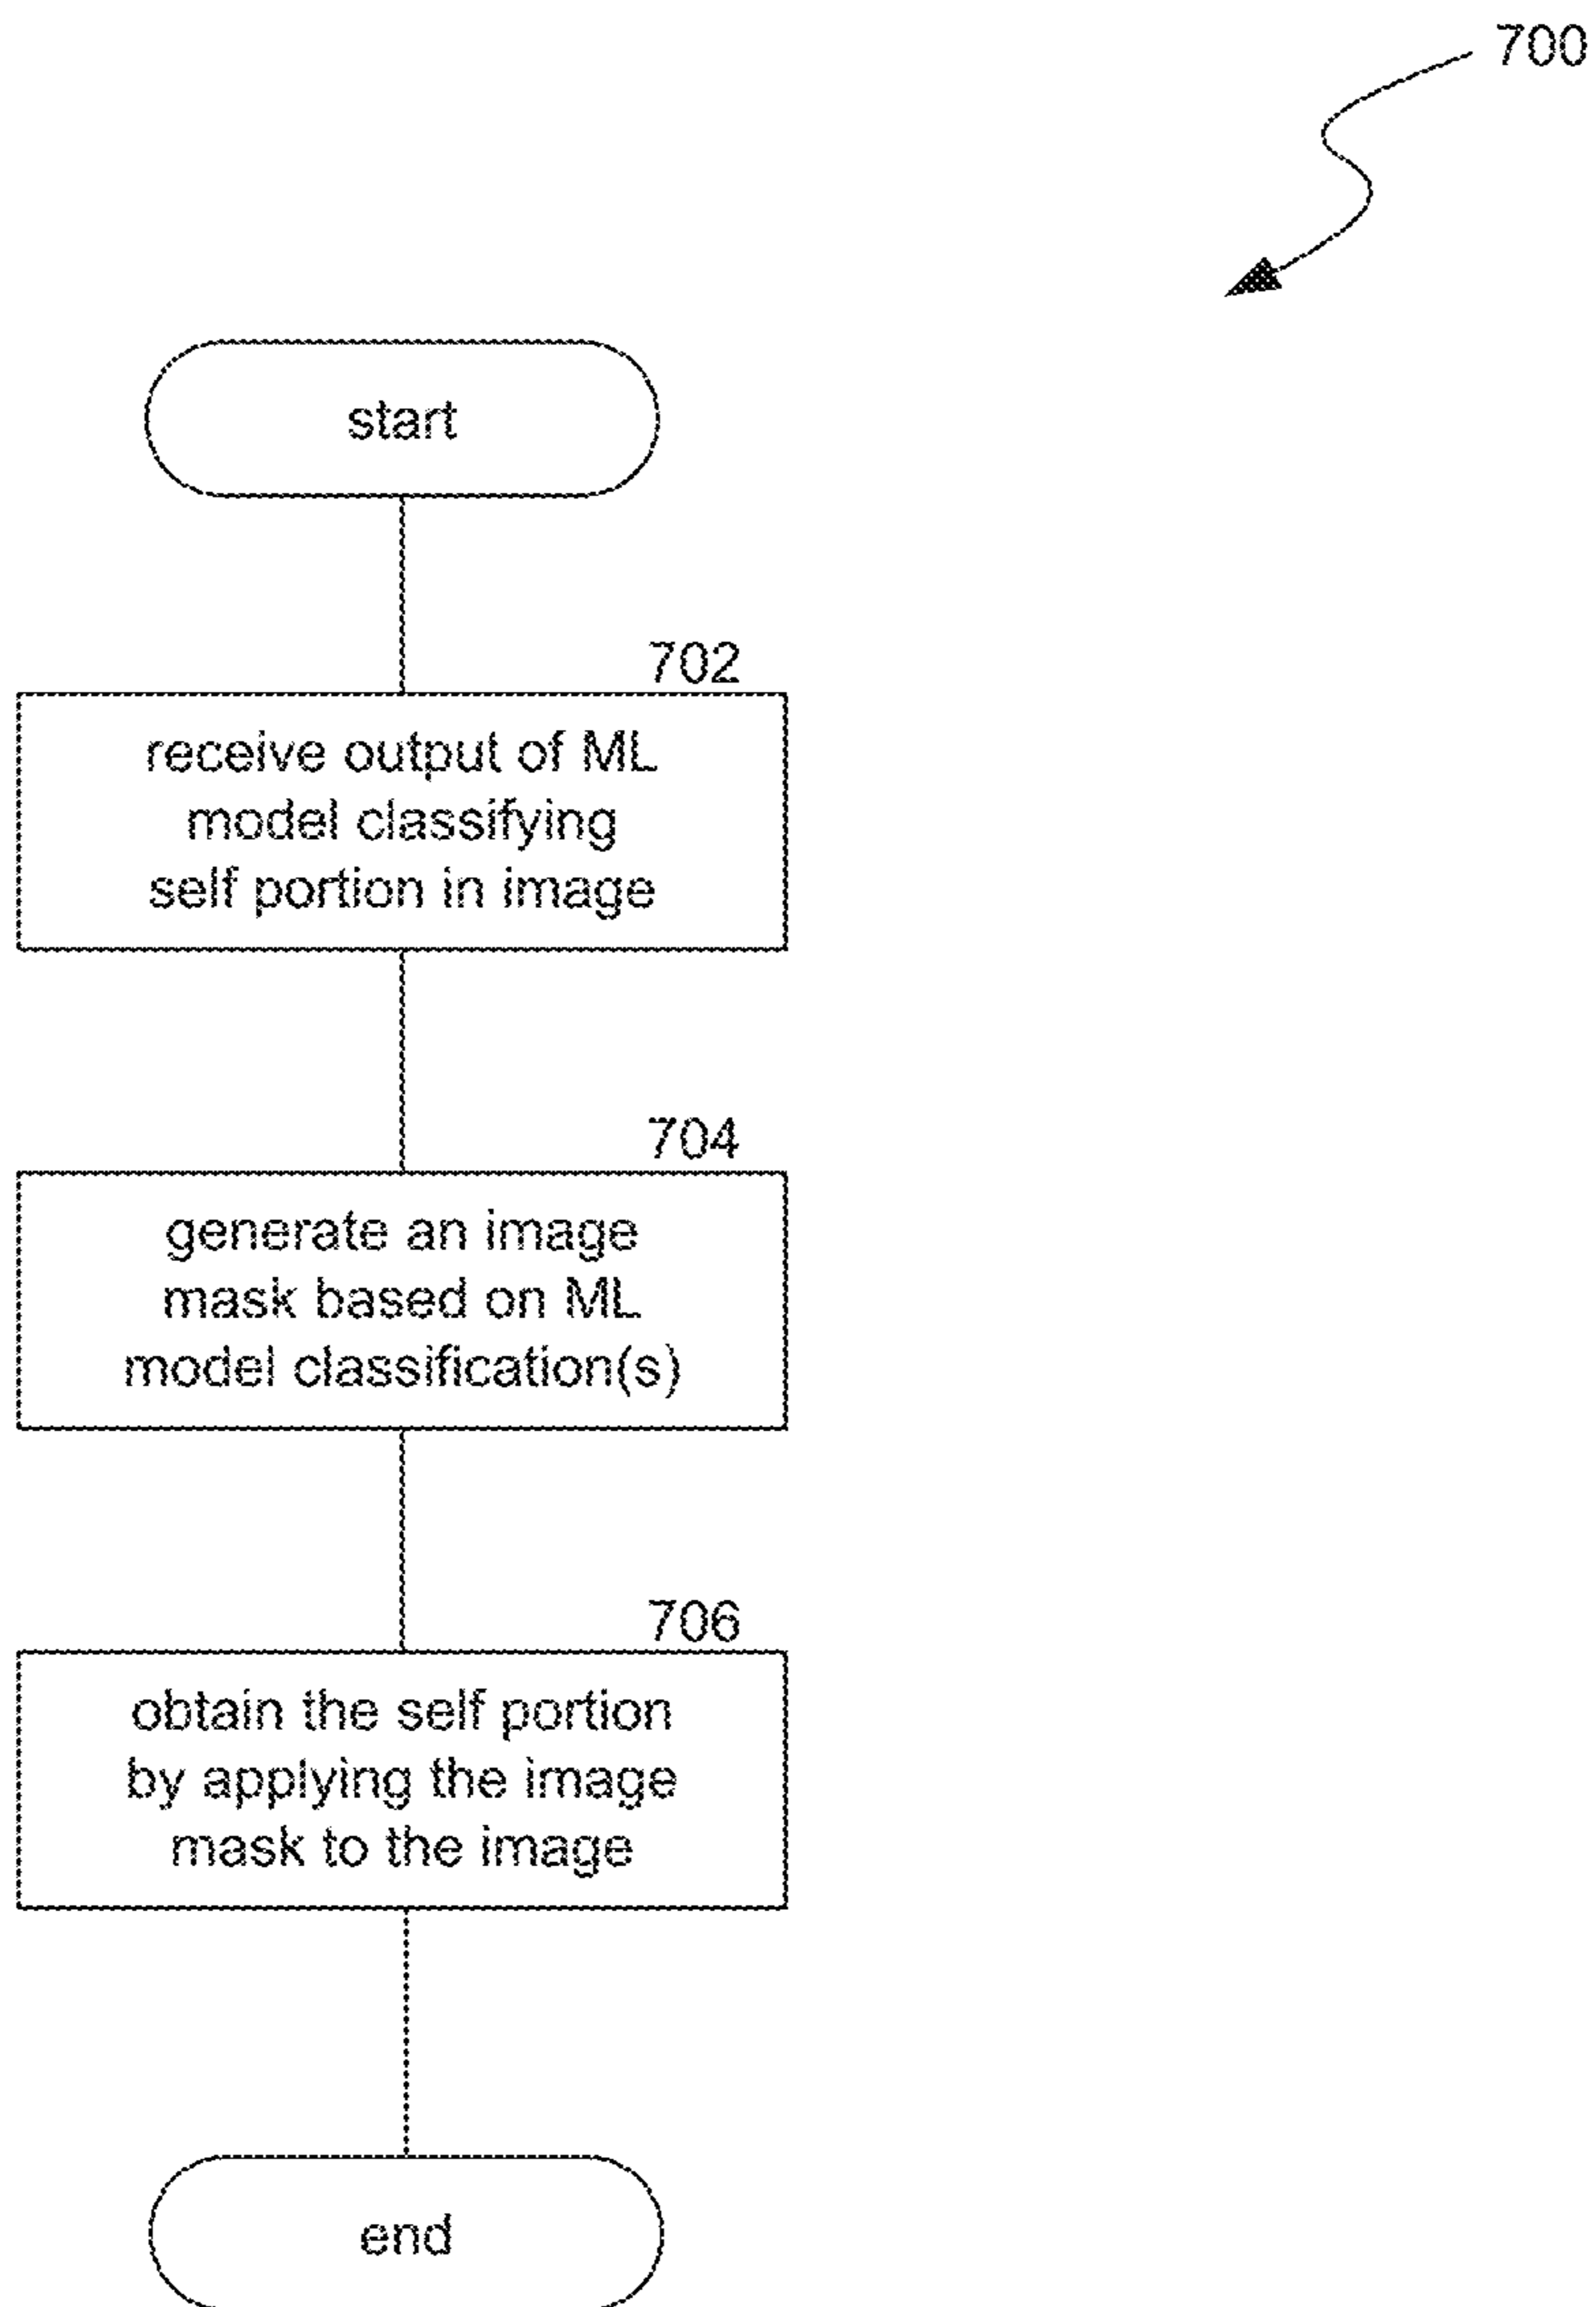 700
start
702
receive output of ML
model classifying
self portion in image
704
generate an image
mask based on ML
model classification(s)
706
obtain the self portion
by applying the image
mask to the image
end